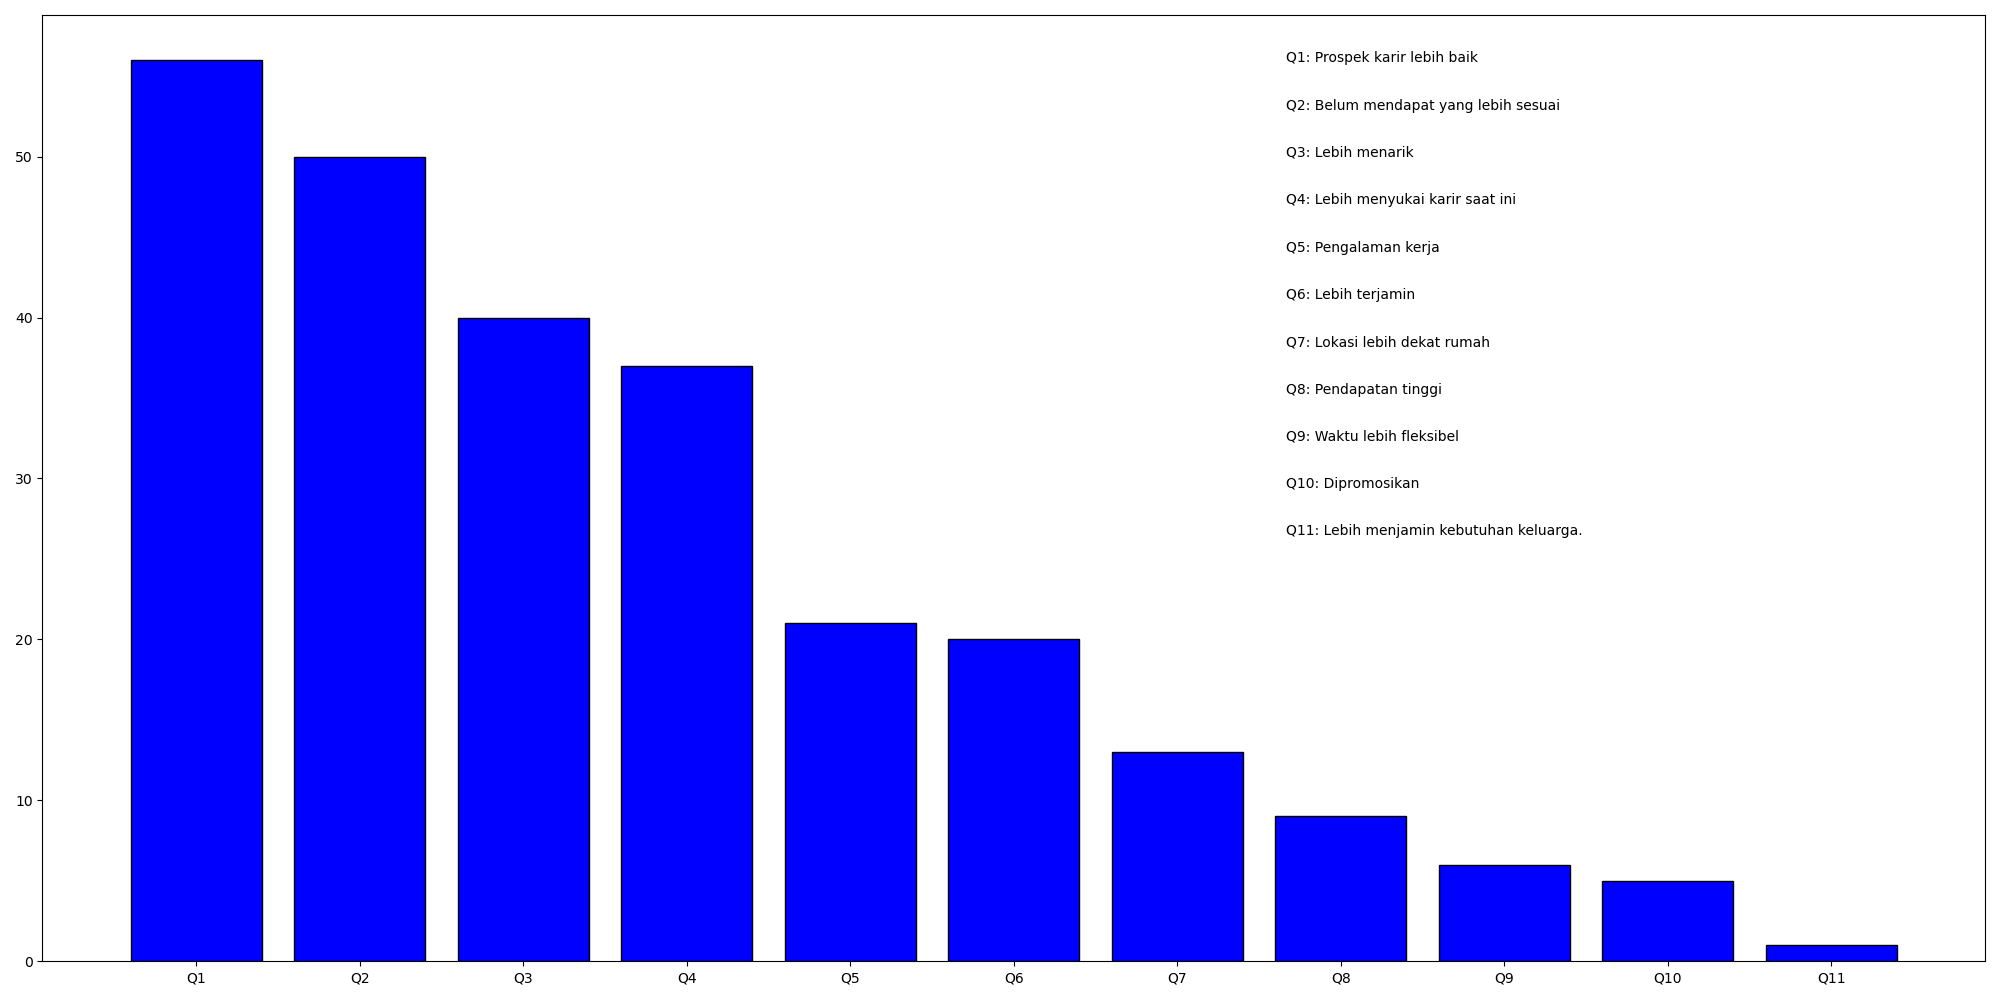 Q1: Prospek karir lebih baik
Q2: Belum mendapat yang lebih sesuai
50
Q3: Lebih menarik
Q4: Lebih menyukai karir saat ini
Q5: Pengalaman kerja
Q6: Lebih terjamin
40
Q7: Lokasi lebih dekat rumah
Q8: Pendapatan tinggi
Q9: Waktu lebih fleksibel
30
Q10: Dipromosikan
Q11: Lebih menjamin kebutuhan keluarga.
20
10
0
Q1 Q2 Q3 Q4 Q5 Q6 Q7 Q8 Q9 Q10 Q11